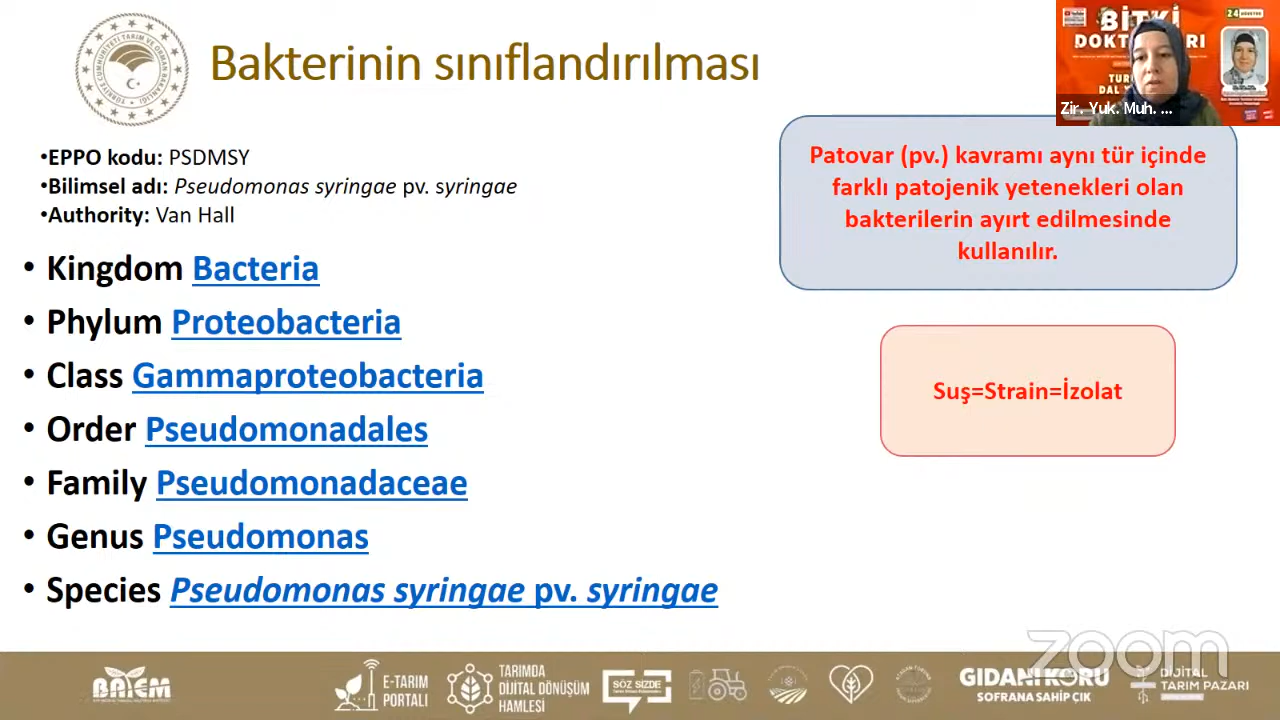 Bakterinin sınıflandırılması
•EPPO kodu: PSDMSY
•Bilimsel adı: Pseudomonas syringae pv. syringae
•Authority: Van Hall
• Kingdom Bacteria
• Phylum Proteobacteria
• Class Gammaproteobacteria
• Order Pseudomonadales
• Family Pseudomonadaceae
• Genus Pseudomonas
• Species Pseudomonas syringae pv. syringae
BİTKİ
24
Zir. Yuk. Muh. ...
Patovar (pv.) kavramı aynı tür içinde
farklı patojenik yetenekleri olan
bakterilerin ayırt edilmesinde
kullanılır.
Suş=Strain=İzolat
zoom
BAİEM
E-TARIM
PORTALI
TARIMDA
DİJİTAL DÖNÜŞÜM
HAMLESİ
SÖZ SİZDE
GIDANI KORU
SOFRANA SAHİP ÇIK
DİJİTAL
TARIM PAZARI